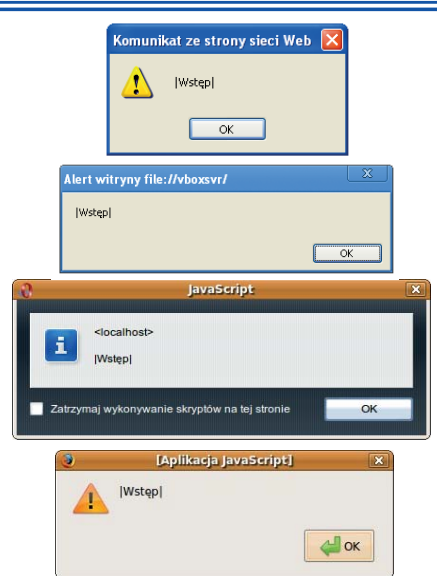 Komunikat ze strony sieci Web
|Wstęp|
OK
Alert witryny file://vboxsvr/
|Wstęp|
OK
JavaScript
<localhost>
|Wstęp|
Zatrzymaj wykonywanie skryptów na tej stronie
OK
[Aplikacja JavaScript]
|Wstęp|
OK